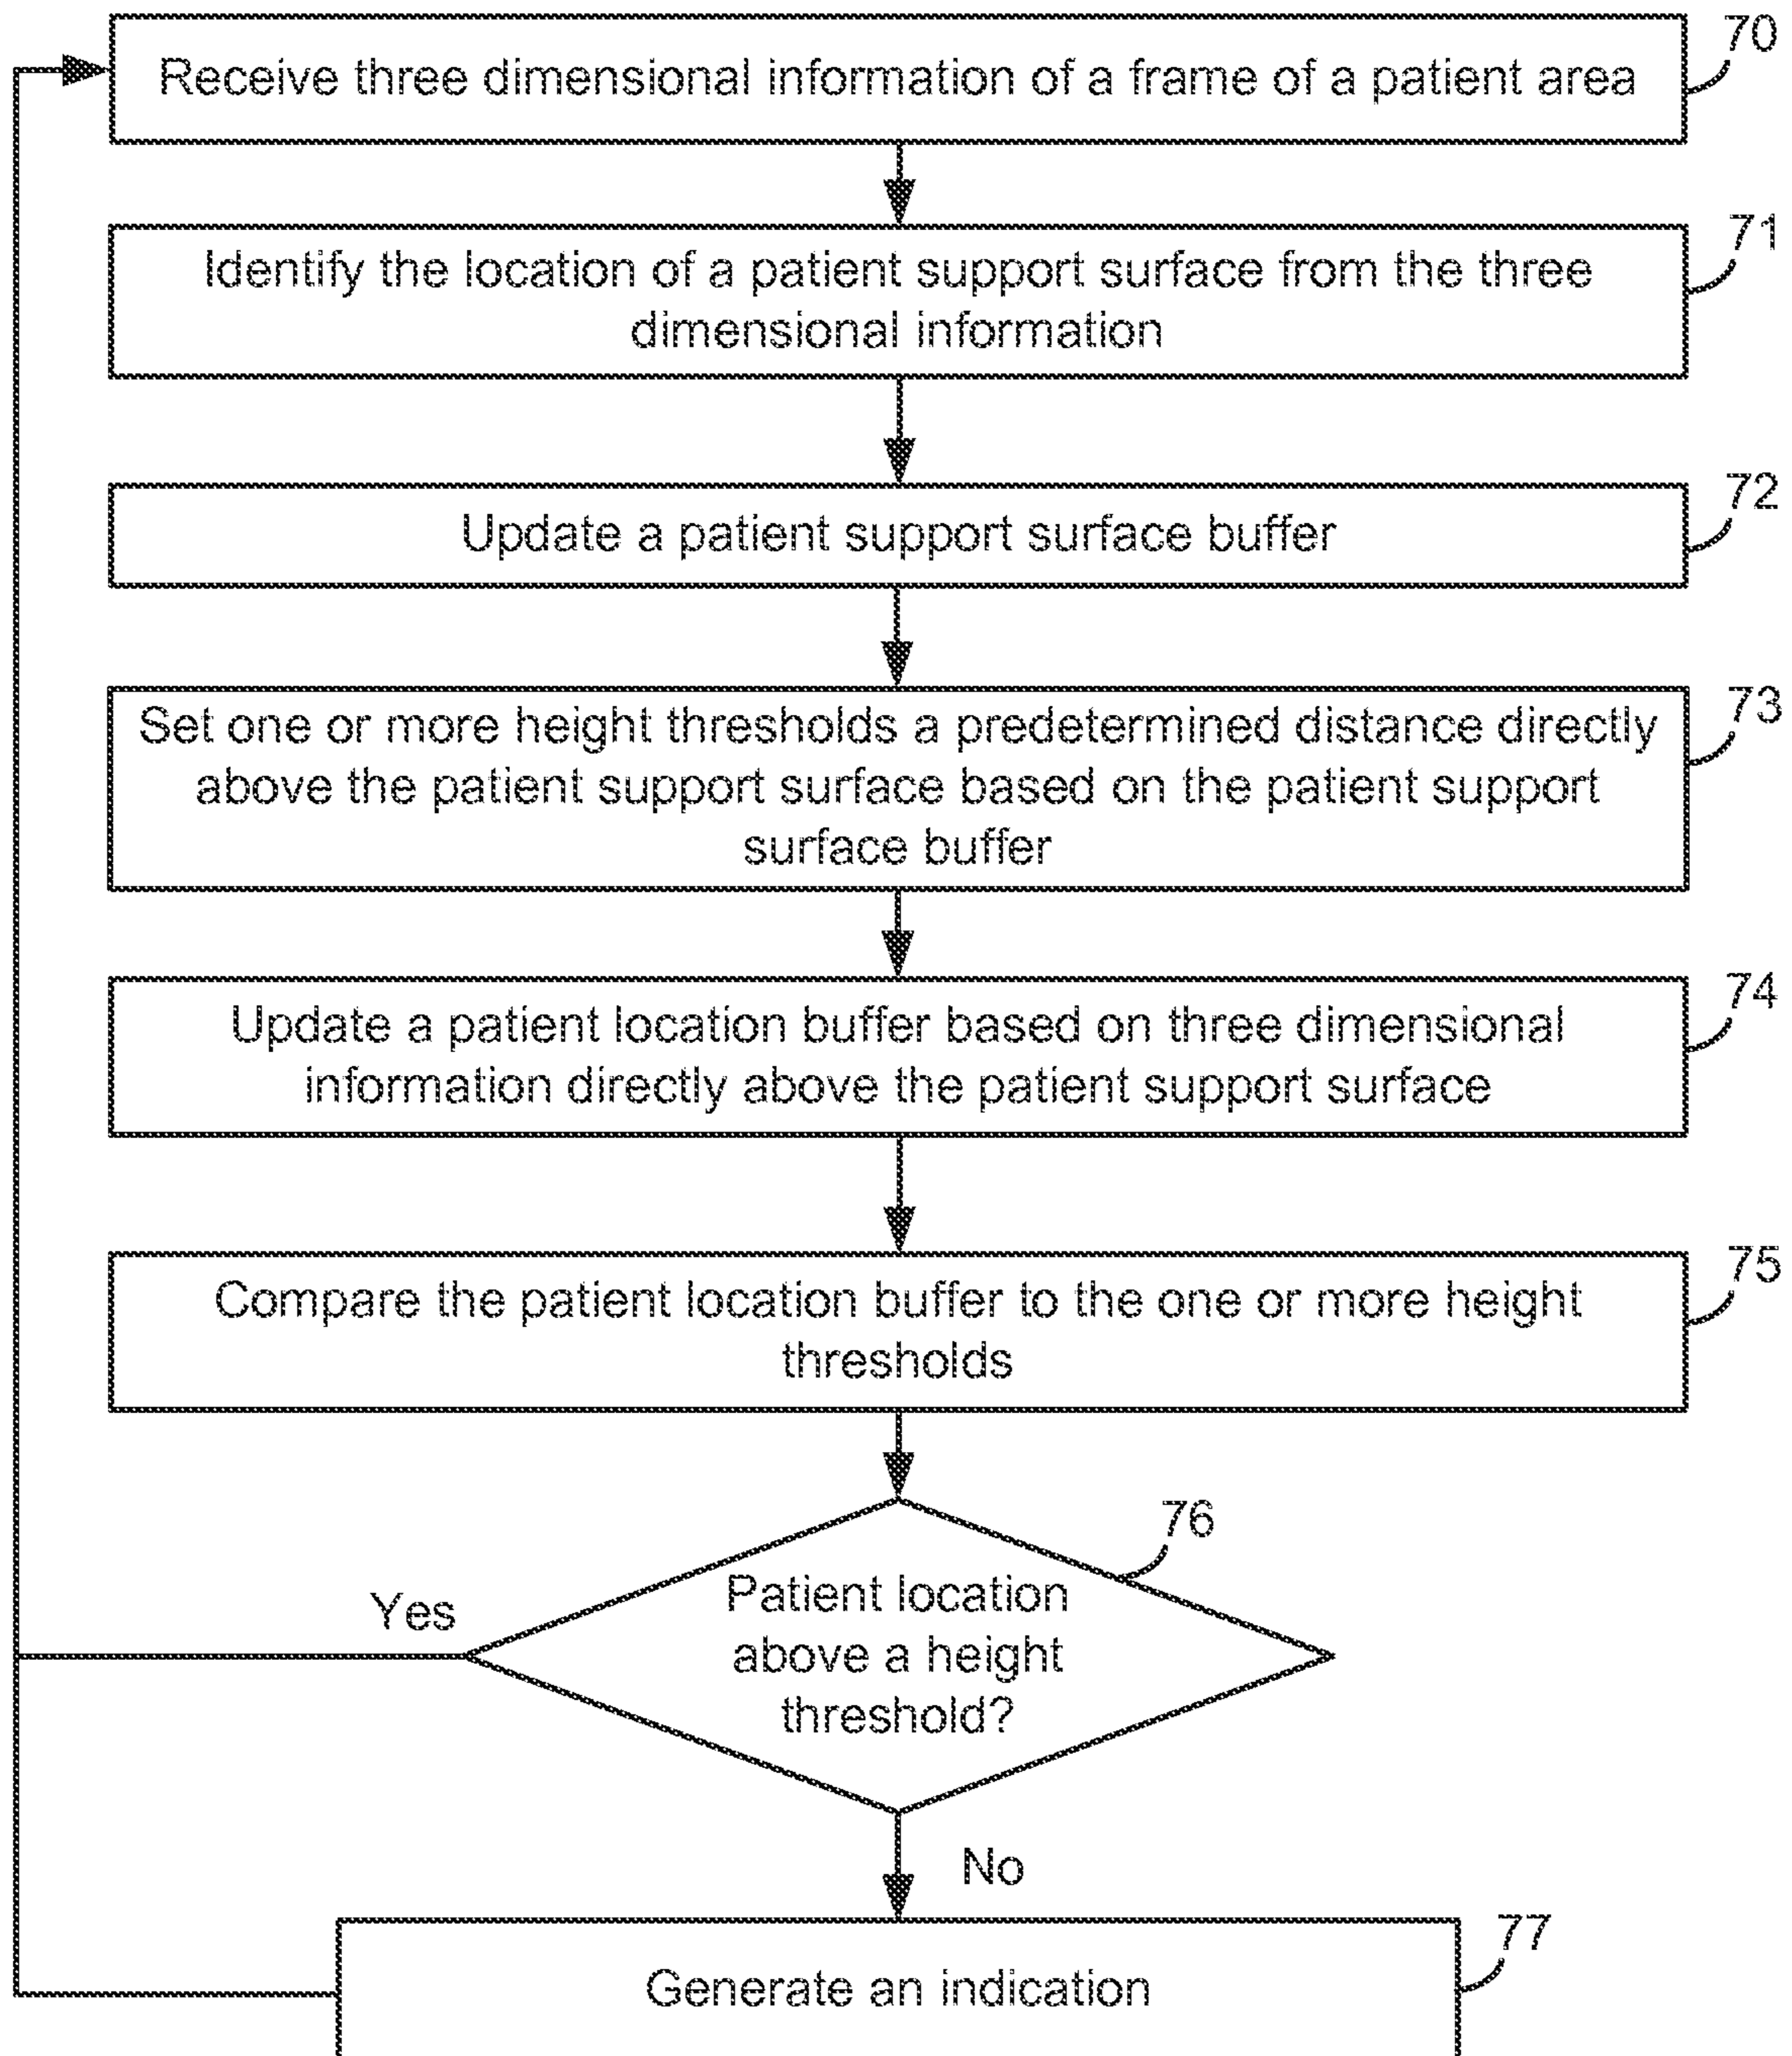 70
Receive three dimensional information of a frame of a patient area
71
Identify the location of a patient support surface from the three
dimensional information
72
Update a patient support surface buffer
73
Set one or more height thresholds a predetermined distance directly
above the patient support surface based on the patient support
surface buffer
74
Update a patient location buffer based on three dimensional
information directly above the patient support surface
75
Compare the patient location buffer to the one or more height
thresholds
76
Patient location
above a height
threshold?
Yes
No
77
Generate an indication